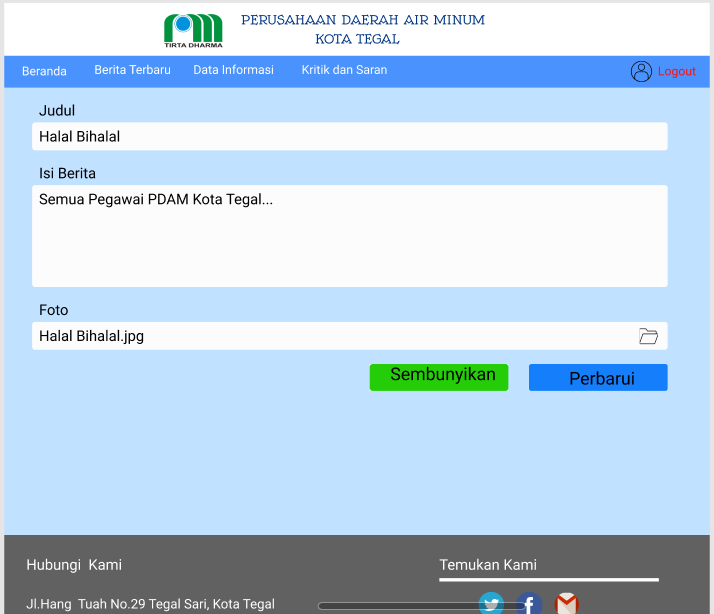 TIRTA DHARMA
PERUSAHAAN DAERAH AIR MINUM
KOTA TEGAL
Beranda Berita Terbaru Data Informasi Kritik dan Saran Logout
Judul
Halal Bihalal
Isi Berita
Semua Pegawai PDAM Kota Tegal...
Foto
Halal Bihalal.jpg
Sembunyikan Perbarui
Hubungi Kami Temukan Kami
Jl.Hang Tuah No.29 Tegal Sari, Kota Tegal